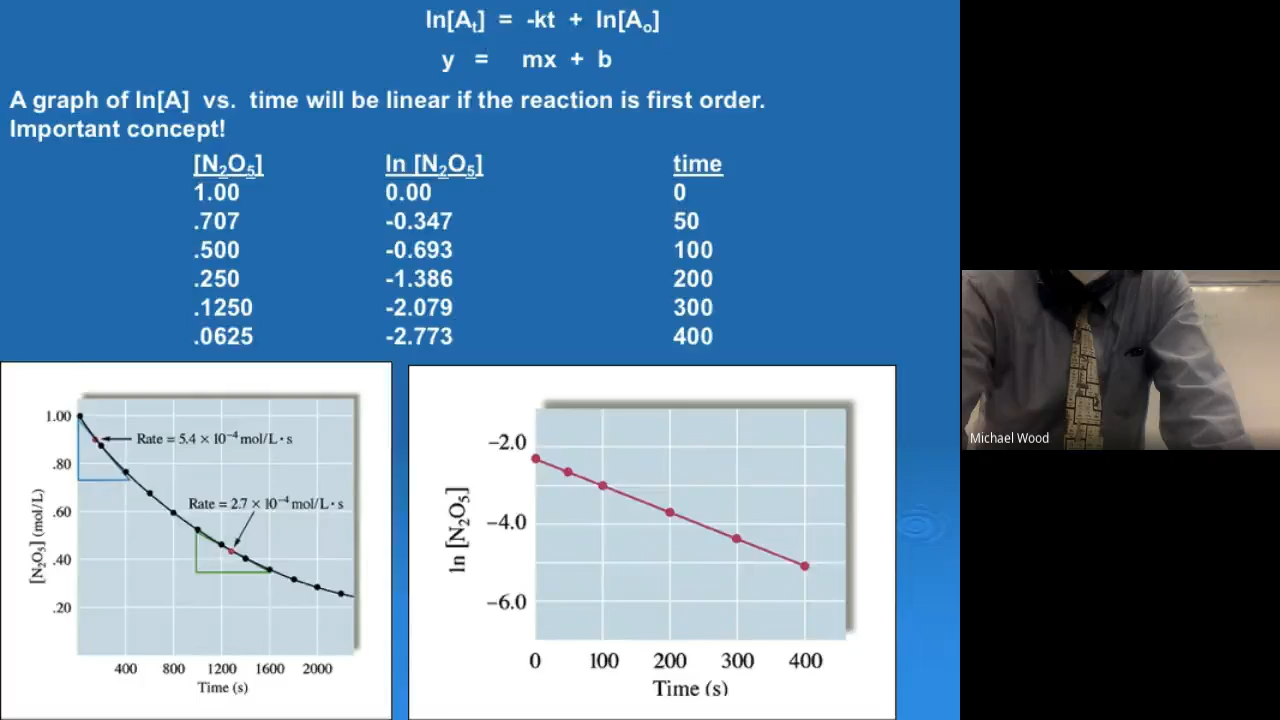 ln[At] = -kt + ln[Ao]
y = mx + b
A graph of ln[A] vs. time will be linear if the reaction is first order.
Important concept!
[N2O5] ln [N2O5] time
1.00 0.00 0
.707 -0.347 50
.500 -0.693 100
.250 -1.386 200
.1250 -2.079 300
.0625 -2.773 400
1.00
.80
.60
.40
.20
[N2O5] (mol/L)
Rate = 5.4 × 10⁻⁴ mol/L · s
Rate = 2.7 × 10⁻⁴ mol/L · s
400 800 1200 1600 2000
Time (s)
−2.0
−4.0
−6.0
ln [N2O5]
0 100 200 300 400
Time (s)
Michael Wood